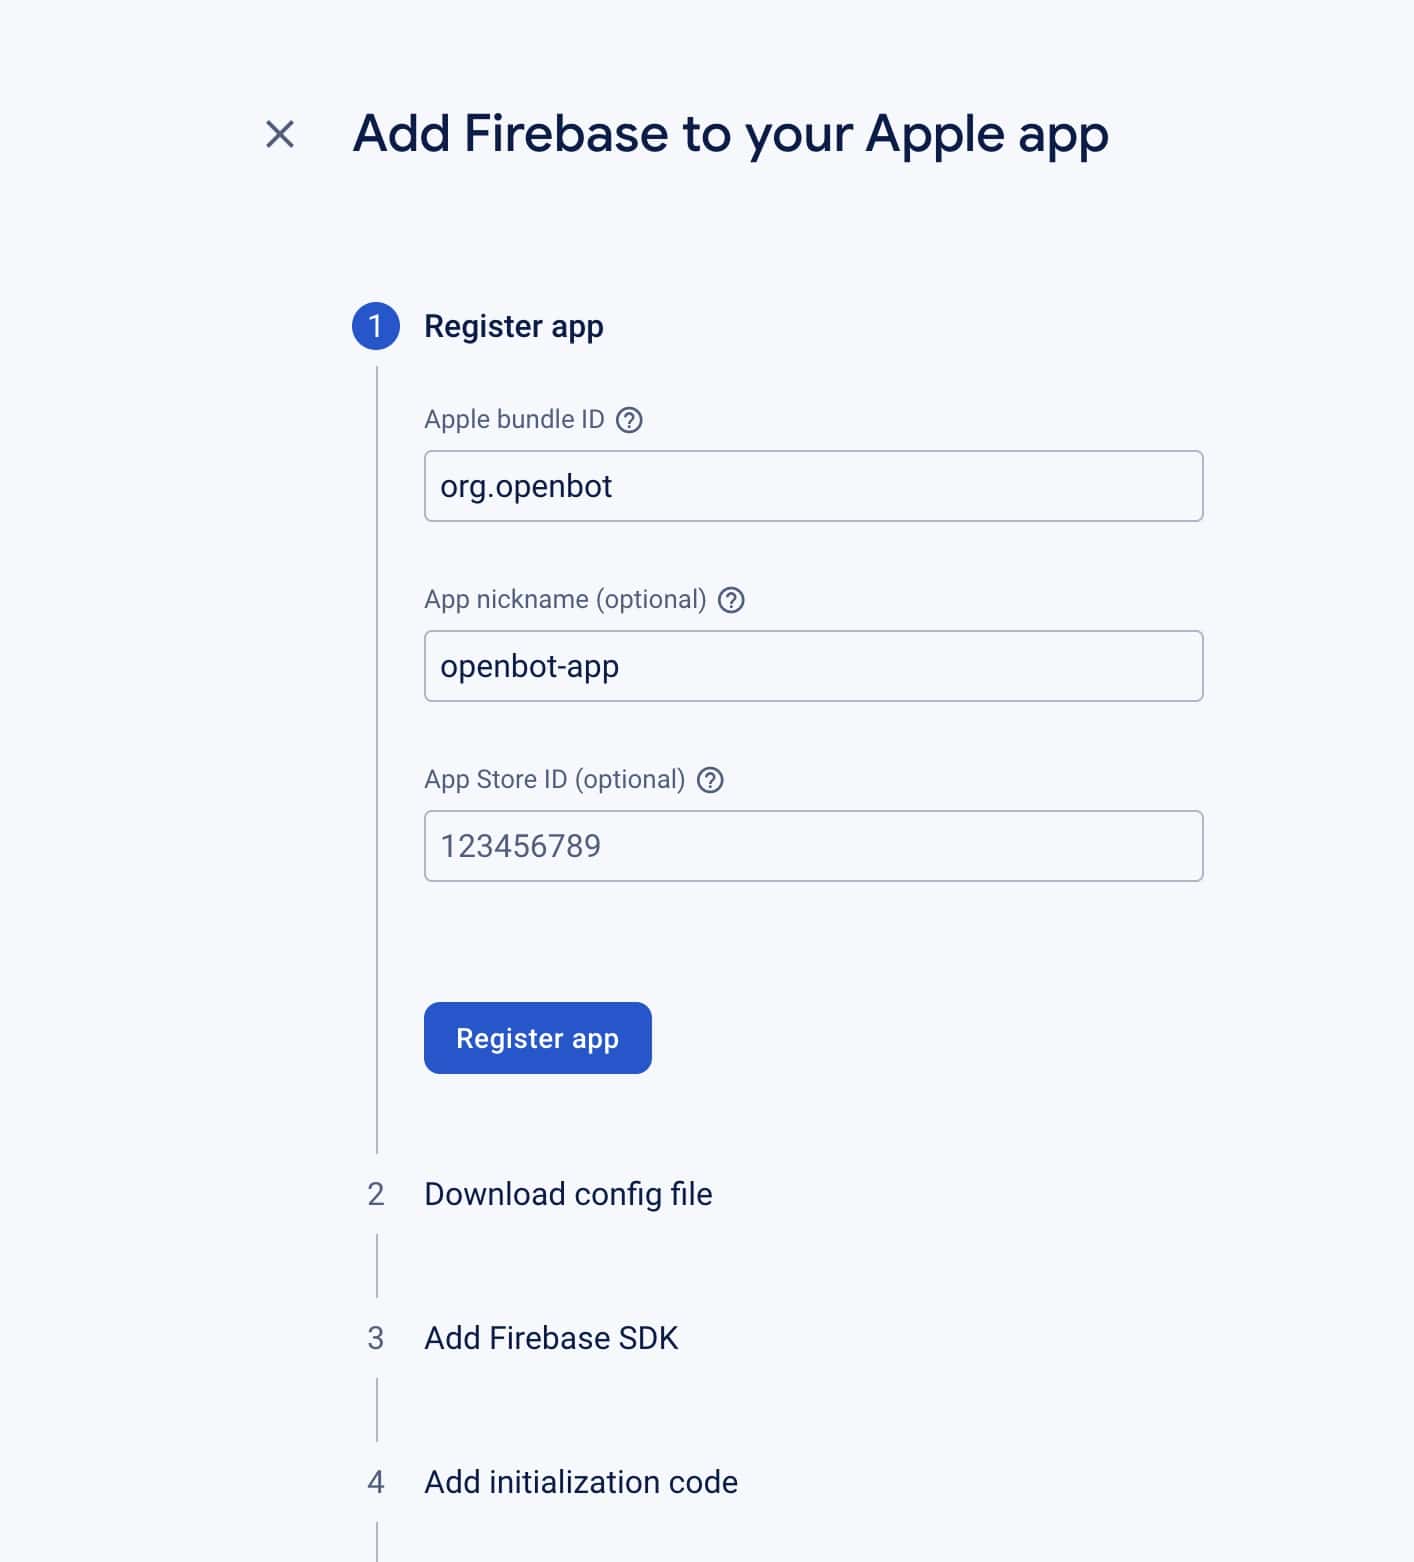 Add Firebase to your Apple app
1 Register app
Apple bundle ID ?
org.openbot
App nickname (optional) ?
openbot-app
App Store ID (optional) ?
123456789
Register app
2 Download config file
3 Add Firebase SDK
4 Add initialization code